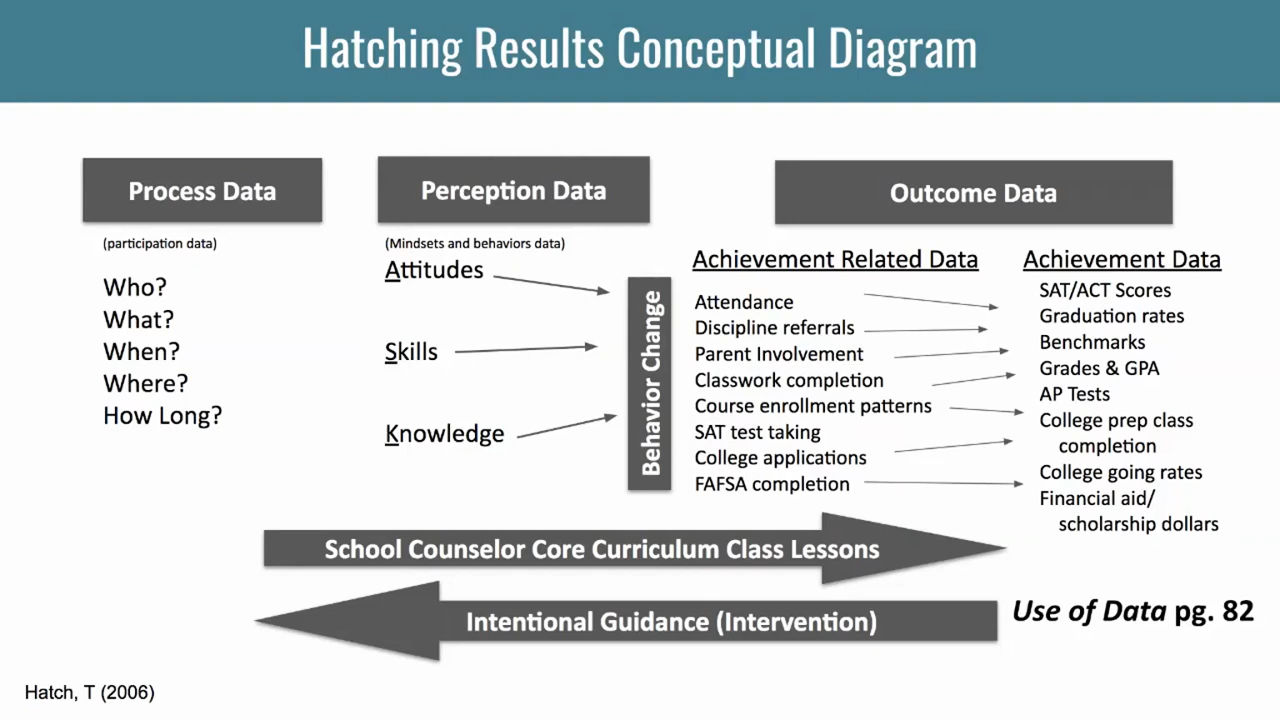 Hatching Results Conceptual Diagram
Process Data
(participation data)
Who?
What?
When?
Where?
How Long?
Perception Data
(Mindsets and behaviors data)
Attitudes
Skills
Knowledge
Behavior Change
Outcome Data
Achievement Related Data
Attendance
Discipline referrals
Parent Involvement
Classwork completion
Course enrollment patterns
SAT test taking
College applications
FAFSA completion
Achievement Data
SAT/ACT Scores
Graduation rates
Benchmarks
Grades & GPA
AP Tests
College prep class
completion
College going rates
Financial aid/
scholarship dollars
School Counselor Core Curriculum Class Lessons
Intentional Guidance (Intervention)
Use of Data pg. 82
Hatch, T (2006)